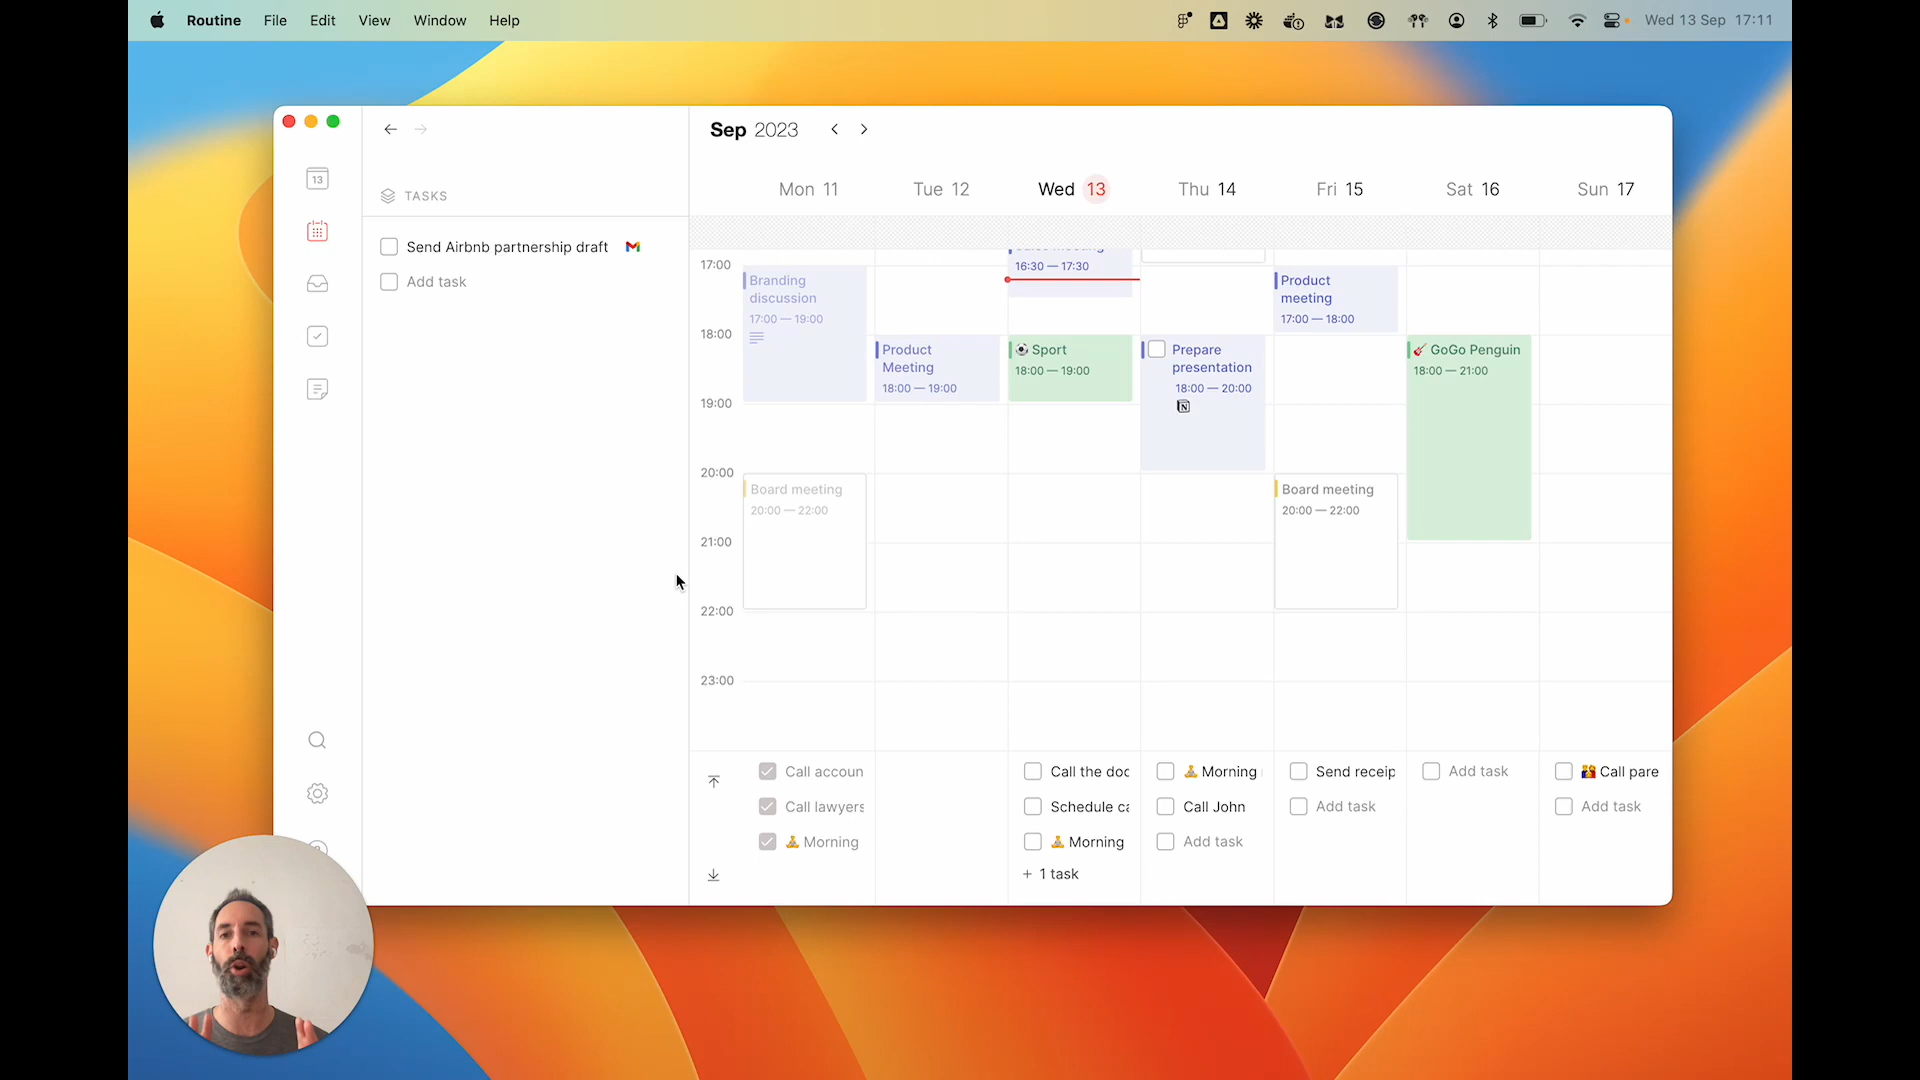 Routine File Edit View Window Help Wed 13 Sep 17:11
Sep 2023
13
TASKS
Mon 11 Tue 12 Wed 13 Thu 14 Fri 15 Sat 16 Sun 17
Send Airbnb partnership draft
Add task
17:00
18:00
19:00
20:00
21:00
22:00
23:00
Branding
discussion
17:00 — 19:00
Board meeting
20:00 — 22:00
Product
Meeting
18:00 — 19:00
16:30 — 17:30
Sport
18:00 — 19:00
Prepare
presentation
18:00 — 20:00
Product
meeting
17:00 — 18:00
Board meeting
20:00 — 22:00
GoGo Penguin
18:00 — 21:00
Call accoun
Call lawyers
Morning
Call the doc
Schedule ca
Morning
+ 1 task
Morning
Call John
Add task
Send receip
Add task
Add task
Call pare
Add task